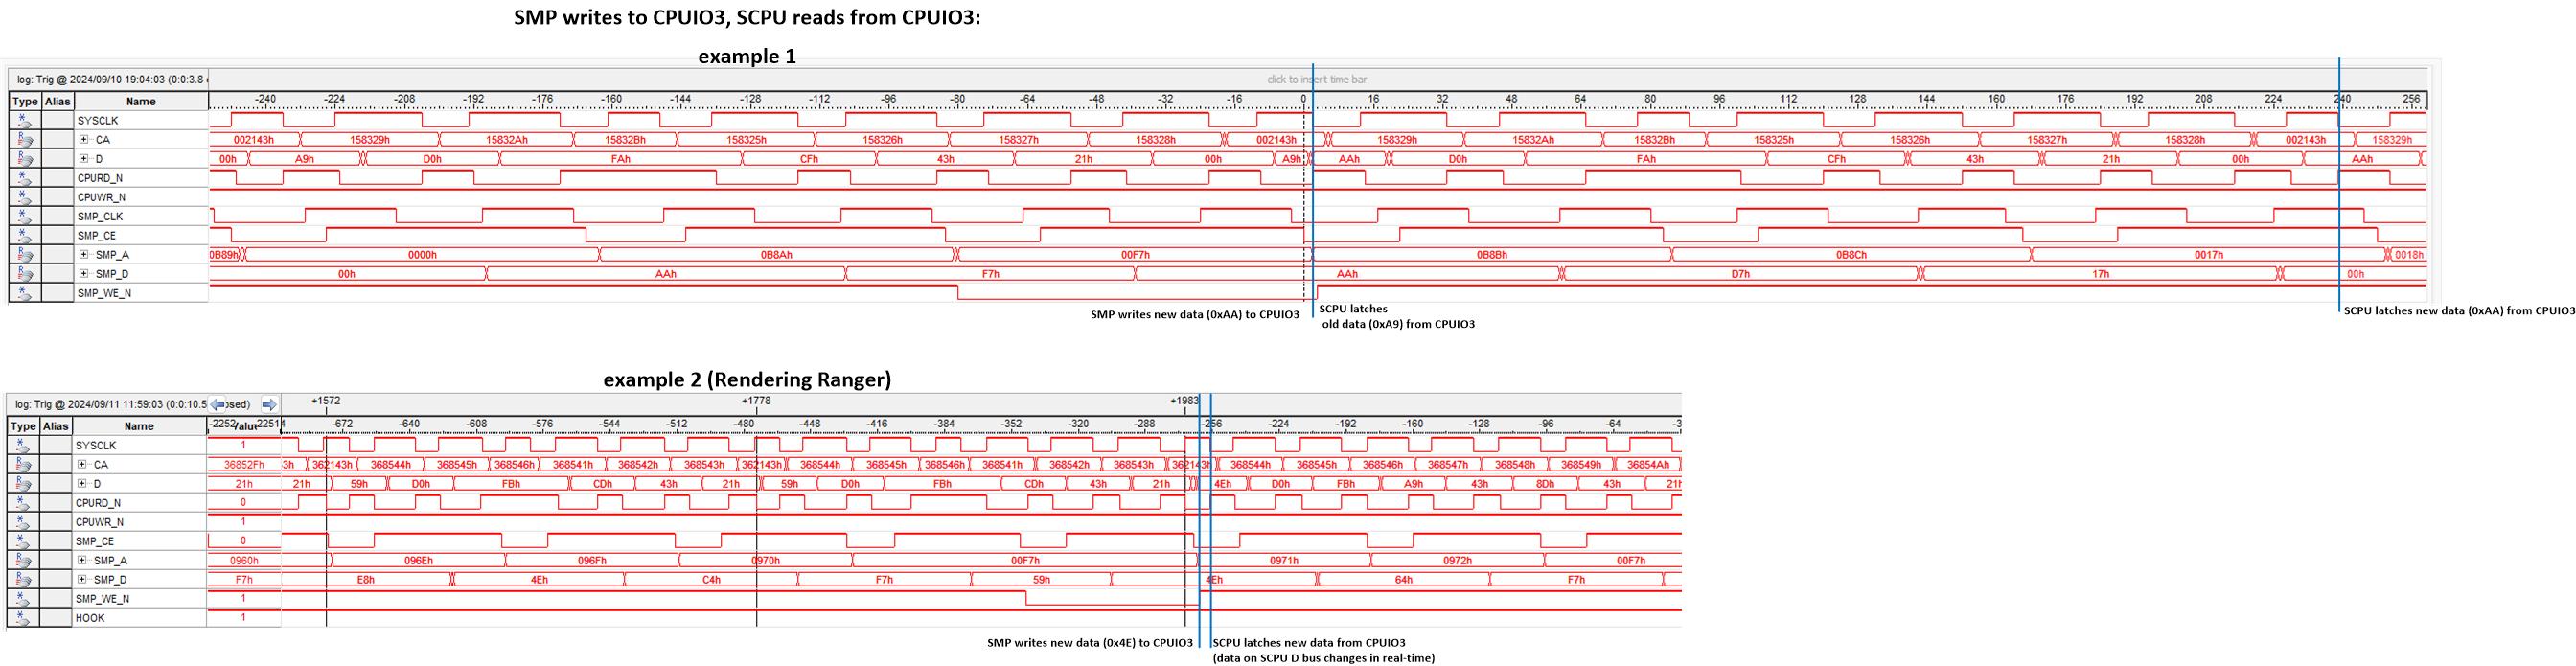 SMP writes to CPUIO3, SCPU reads from CPUIO3:
example 1
log: Trig @ 2024/09/10 19:04:03 (0:0:3.8 click to insert time bar
Type Alias Name -240 -224 -208 -192 -176 -160 -144 -128 -112 -96 -80 -64 -48 -32 -16 0 16 32 48 64 80 96 112 128 144 160 176 192 208 224 240 256
SYSCLK
CA 002143h 158329h 15832Ah 15832Bh 158325h 158326h 158327h 158328h 002143h 158329h 15832Ah 15832Bh 158325h 158326h 158327h 158328h 002143h 158329h
D 00h A9h D0h FAh CFh 43h 21h 00h A9h AAh D0h FAh CFh 43h 21h 00h AAh
CPURD_N
CPUWR_N
SMP_CLK
SMP_CE
SMP_A 0B89h 0000h 0B8Ah 00F7h 0B8Bh 0B8Ch 0017h 0018h
SMP_D 00h AAh F7h AAh D7h 17h 00h
SMP_WE_N
SMP writes new data (0xAA) to CPUIO3
SCPU latches
old data (0xA9) from CPUIO3
SCPU latches new data (0xAA) from CPUIO3
example 2 (Rendering Ranger)
log: Trig @ 2024/09/11 11:59:03 (0:0:10.5 sed) +1572 +1778 +1983
Type Alias Name -2252 -2251 -672 -640 -608 -576 -544 -512 -480 -448 -416 -384 -352 -320 -288 -256 -224 -192 -160 -128 -96 -64 -3
SYSCLK 1
CA 36852Fh 3h 362143h 368544h 368545h 368546h 368541h 368542h 368543h 362143h 368544h 368545h 368546h 368541h 368542h 368543h 362143h 368544h 368545h 368546h 368547h 368548h 368549h 36854Ah
D 21h 21h 59h D0h FBh CDh 43h 21h 59h D0h FBh CDh 43h 21h 4Eh D0h FBh A9h 43h 8Dh 43h 21h
CPURD_N 0
CPUWR_N 1
SMP_CE 0
SMP_A 0960h 096Eh 096Fh 0970h 00F7h 0971h 0972h 00F7h
SMP_D F7h E8h 4Eh C4h F7h 59h 4Eh 64h F7h
SMP_WE_N 1
HOOK 1
SMP writes new data (0x4E) to CPUIO3
SCPU latches new data from CPUIO3
(data on SCPU D bus changes in real-time)